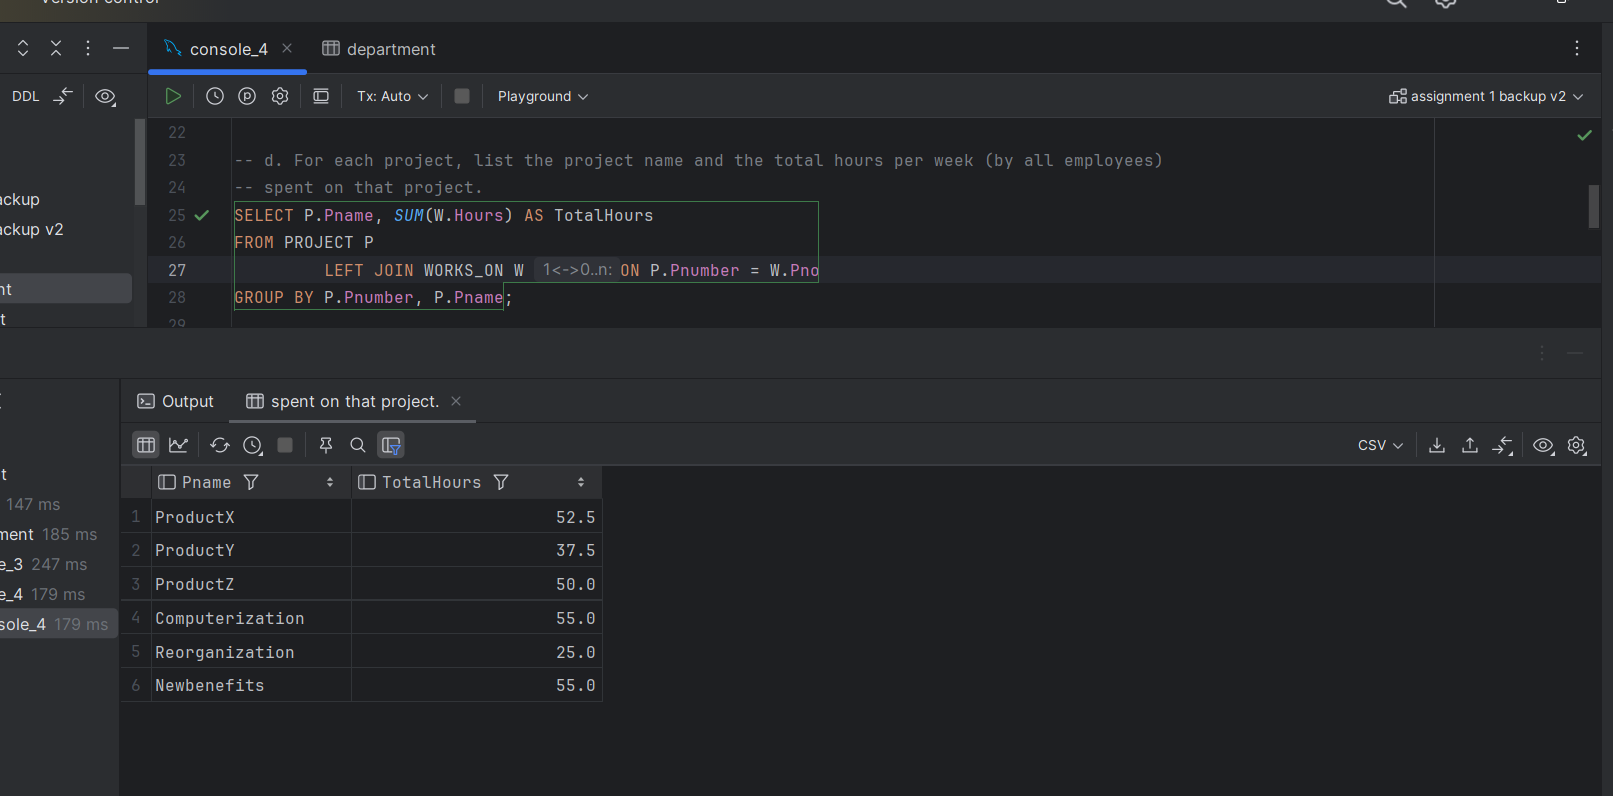 version control
console_4
department
DDL
Tx: Auto
Playground
assignment 1 backup v2
ackup
ackup v2
nt
t
22
23 -- d. For each project, list the project name and the total hours per week (by all employees)
24 -- spent on that project.
25 SELECT P.Pname, SUM(W.Hours) AS TotalHours
26 FROM PROJECT P
27 LEFT JOIN WORKS_ON W 1<->0..n: ON P.Pnumber = W.Pno
28 GROUP BY P.Pnumber, P.Pname;
29
Output
spent on that project.
CSV
t
147 ms
ment 185 ms
e_3 247 ms
e_4 179 ms
sole_4 179 ms
Pname TotalHours
1 ProductX 52.5
2 ProductY 37.5
3 ProductZ 50.0
4 Computerization 55.0
5 Reorganization 25.0
6 Newbenefits 55.0